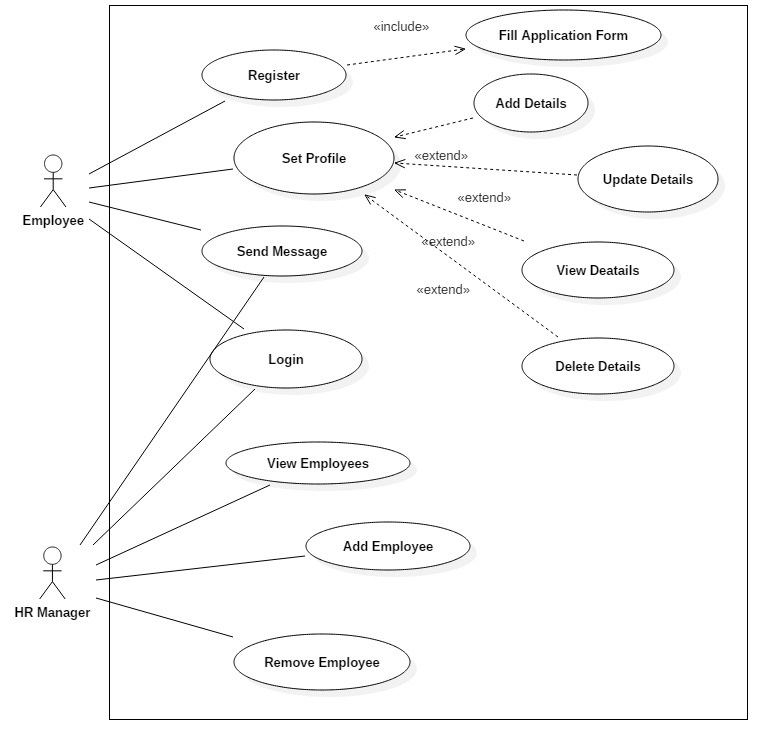 «include»
Fill Application Form
Register
Add Details
Set Profile
«extend»
Update Details
«extend»
Employee
Send Message
«extend»
View Deatails
«extend»
Login
Delete Details
View Employees
Add Employee
HR Manager
Remove Employee